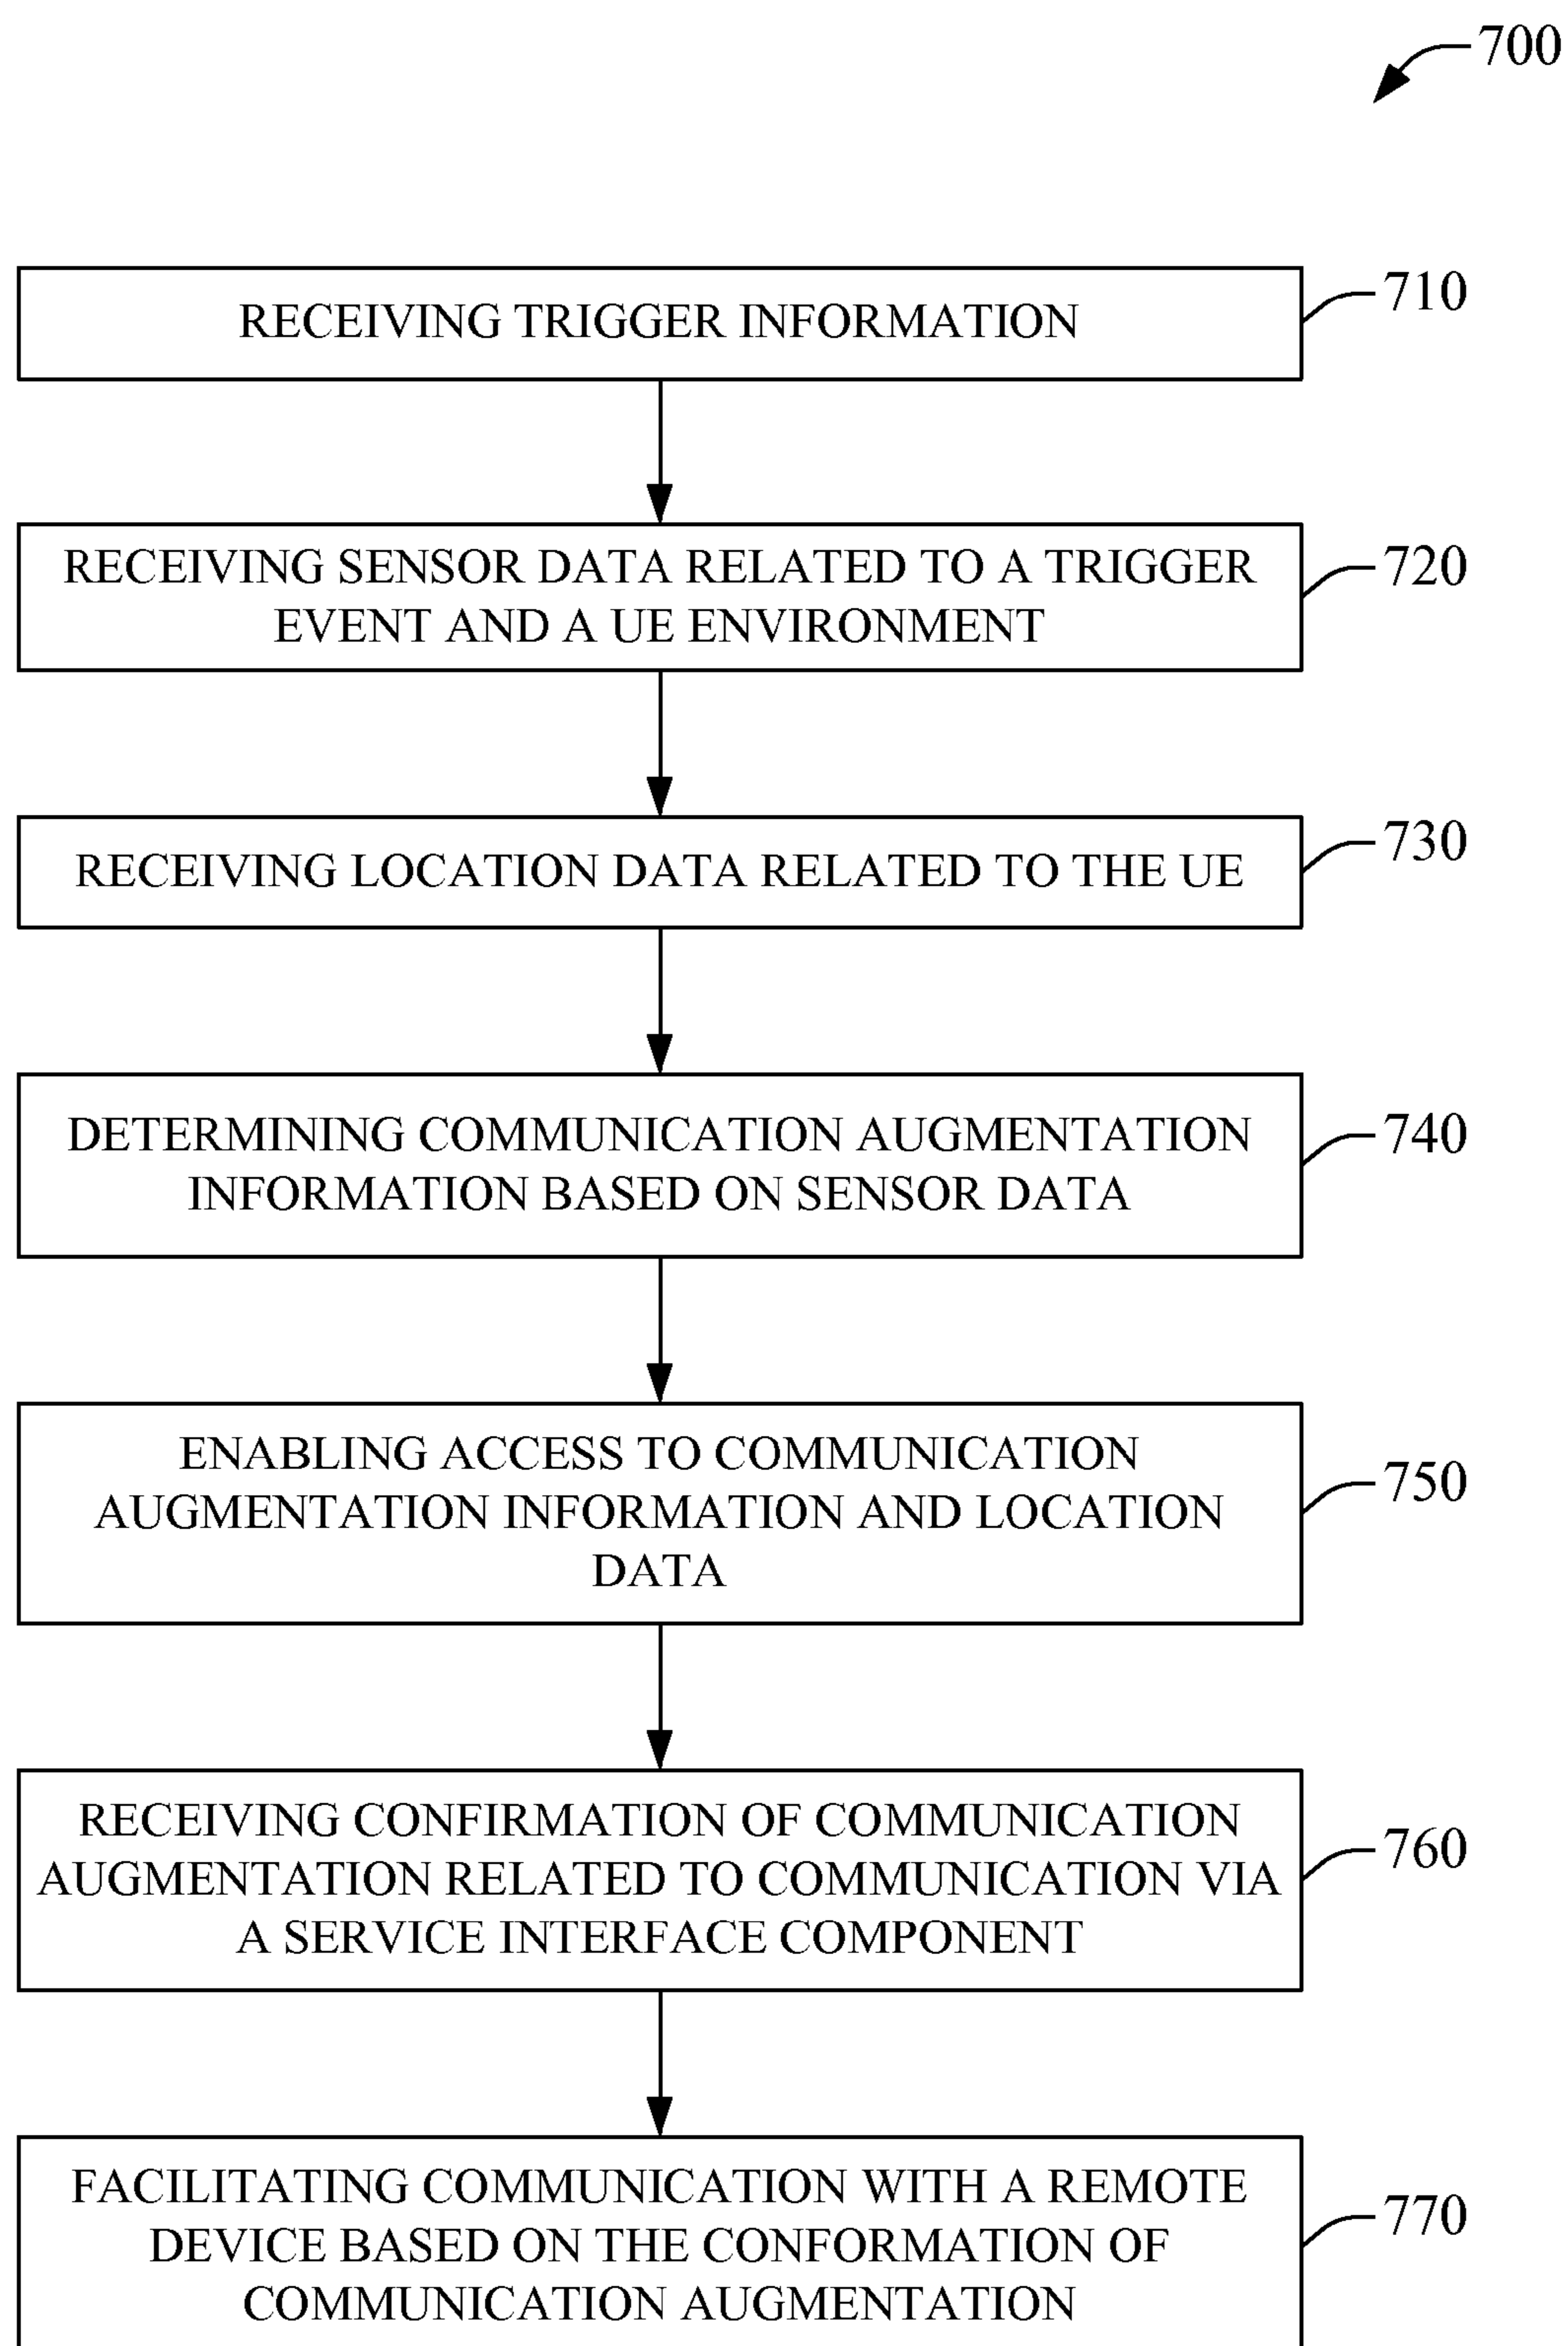 700
RECEIVING TRIGGER INFORMATION
710
RECEIVING SENSOR DATA RELATED TO A TRIGGER
EVENT AND A UE ENVIRONMENT
720
RECEIVING LOCATION DATA RELATED TO THE UE
730
DETERMINING COMMUNICATION AUGMENTATION
INFORMATION BASED ON SENSOR DATA
740
ENABLING ACCESS TO COMMUNICATION
AUGMENTATION INFORMATION AND LOCATION
DATA
750
RECEIVING CONFIRMATION OF COMMUNICATION
AUGMENTATION RELATED TO COMMUNICATION VIA
A SERVICE INTERFACE COMPONENT
760
FACILITATING COMMUNICATION WITH A REMOTE
DEVICE BASED ON THE CONFORMATION OF
COMMUNICATION AUGMENTATION
770